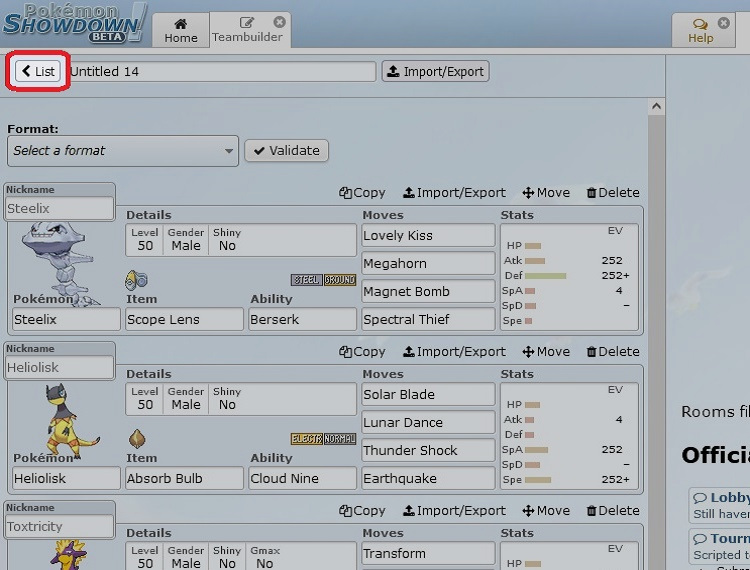 Pokémon
SHOWDOWN!
BETA
Home
Teambuilder
Help
List
Untitled 14
Import/Export
Format:
Select a format
Validate
Copy Import/Export Move Delete
Nickname
Steelix
Details
Level Gender Shiny
50 Male No
Moves
Lovely Kiss
Megahorn
Magnet Bomb
Spectral Thief
Stats
EV
HP
Atk 252
Def 252+
SpA 4
SpD –
Spe
STEEL GROUND
Pokémon Item Ability
Steelix Scope Lens Berserk
Copy Import/Export Move Delete
Nickname
Heliolisk
Details
Level Gender Shiny
50 Male No
Moves
Solar Blade
Lunar Dance
Thunder Shock
Earthquake
Stats
EV
HP
Atk 4
Def
SpA 252
SpD –
Spe 252+
ELECTR NORMAL
Pokémon Item Ability
Heliolisk Absorb Bulb Cloud Nine
Copy Import/Export Move Delete
Nickname
Toxtricity
Details
Level Gender Shiny Gmax
50 Male No No
Moves
Transform
Stats
EV
HP
Rooms fil
Officia
Lobby
Still haven
Tourn
Scripted to